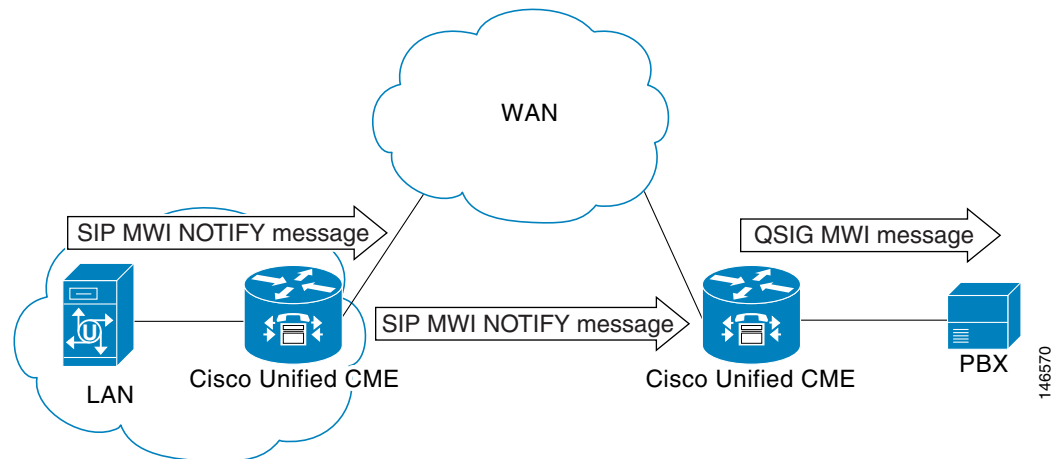 WAN
SIP MWI NOTIFY message
QSIG MWI message
SIP MWI NOTIFY message
U
LAN
Cisco Unified CME
Cisco Unified CME
PBX
146570